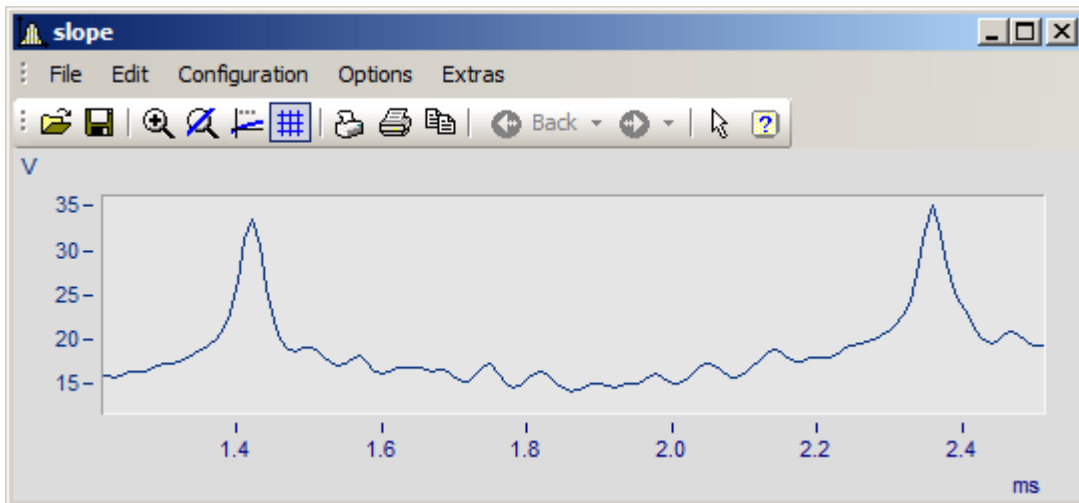 slope
File Edit Configuration Options Extras
Back
V
35
30
25
20
15
1.4 1.6 1.8 2.0 2.2 2.4
ms